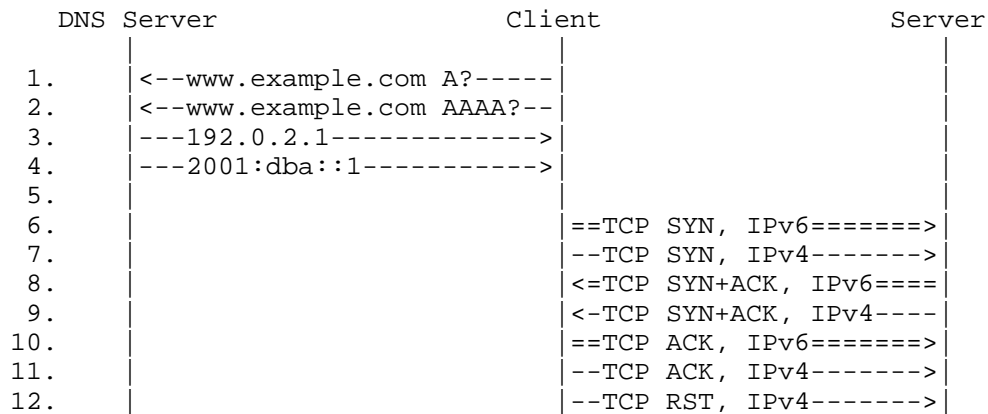 DNS Server                  Client                  Server
     |                          |                       |
 1.  |<--www.example.com A?-----|                       |
 2.  |<--www.example.com AAAA?--|                       |
 3.  |---192.0.2.1------------->|                       |
 4.  |---2001:dba::1----------->|                       |
 5.  |                          |                       |
 6.  |                          |==TCP SYN, IPv6=======>|
 7.  |                          |--TCP SYN, IPv4------->|
 8.  |                          |<=TCP SYN+ACK, IPv6====|
 9.  |                          |<-TCP SYN+ACK, IPv4----|
10.  |                          |==TCP ACK, IPv6=======>|
11.  |                          |--TCP ACK, IPv4------->|
12.  |                          |--TCP RST, IPv4------->|